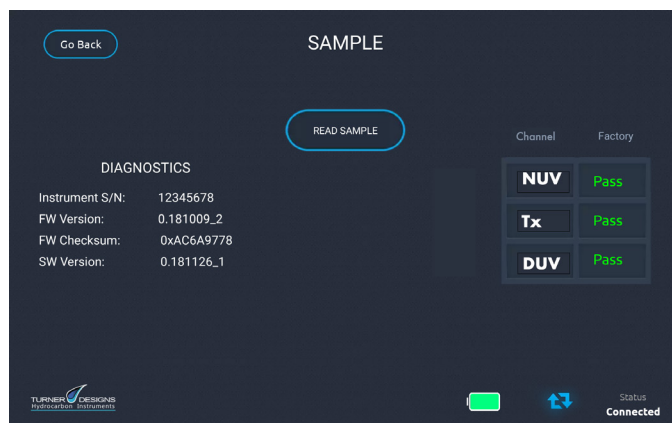 Go Back
SAMPLE
READ SAMPLE
Channel Factory
DIAGNOSTICS
NUV Pass
Instrument S/N: 12345678
FW Version: 0.181009_2
Tx Pass
FW Checksum: 0xAC6A9778
SW Version: 0.181126_1
DUV Pass
TURNER DESIGNS
Hydrocarbon Instruments
Status
Connected